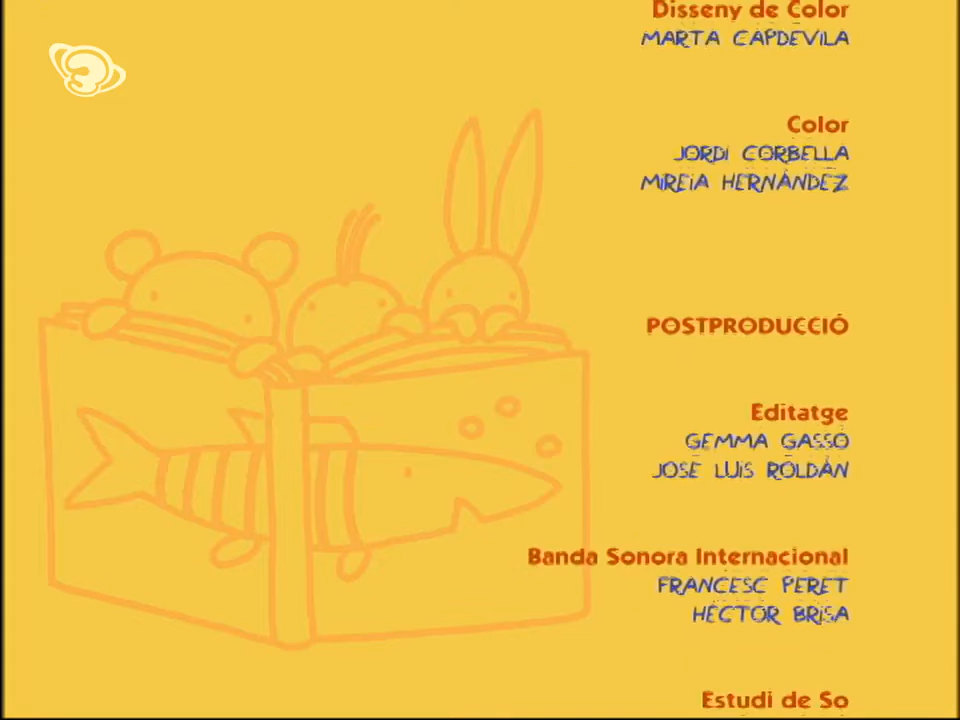 Disseny de Color
MARTA CAPDEVILA
Color
JORDI CORBELLA
MIREIA HERNÁNDEZ
POSTPRODUCCIÓ
Editatge
GEMMA GASSÓ
JOSE LUIS ROLDÁN
Banda Sonora Internacional
FRANCESC PERET
HÉCTOR BRISA
Estudi de So